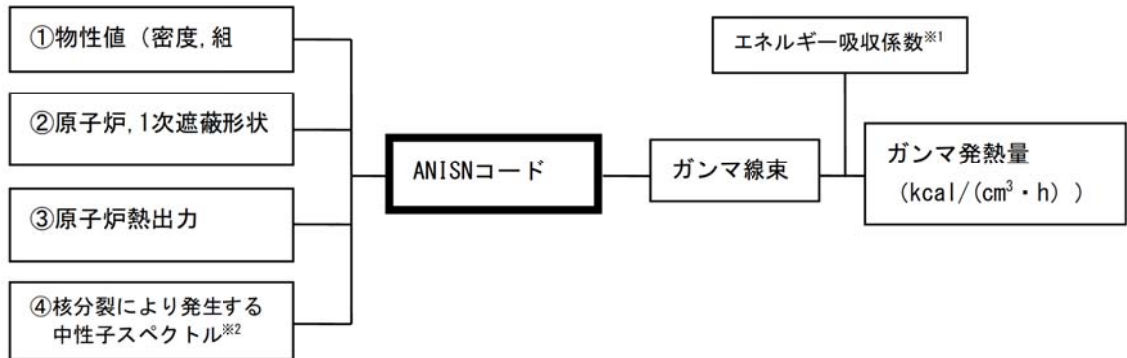 ①物性値（密度,組
②原子炉,1次遮蔽形状
③原子炉熱出力
④核分裂により発生する
中性子スペクトル※2
ANISNコード
ガンマ線束
エネルギー吸収係数※1
ガンマ発熱量
（kcal/(cm³・h)）